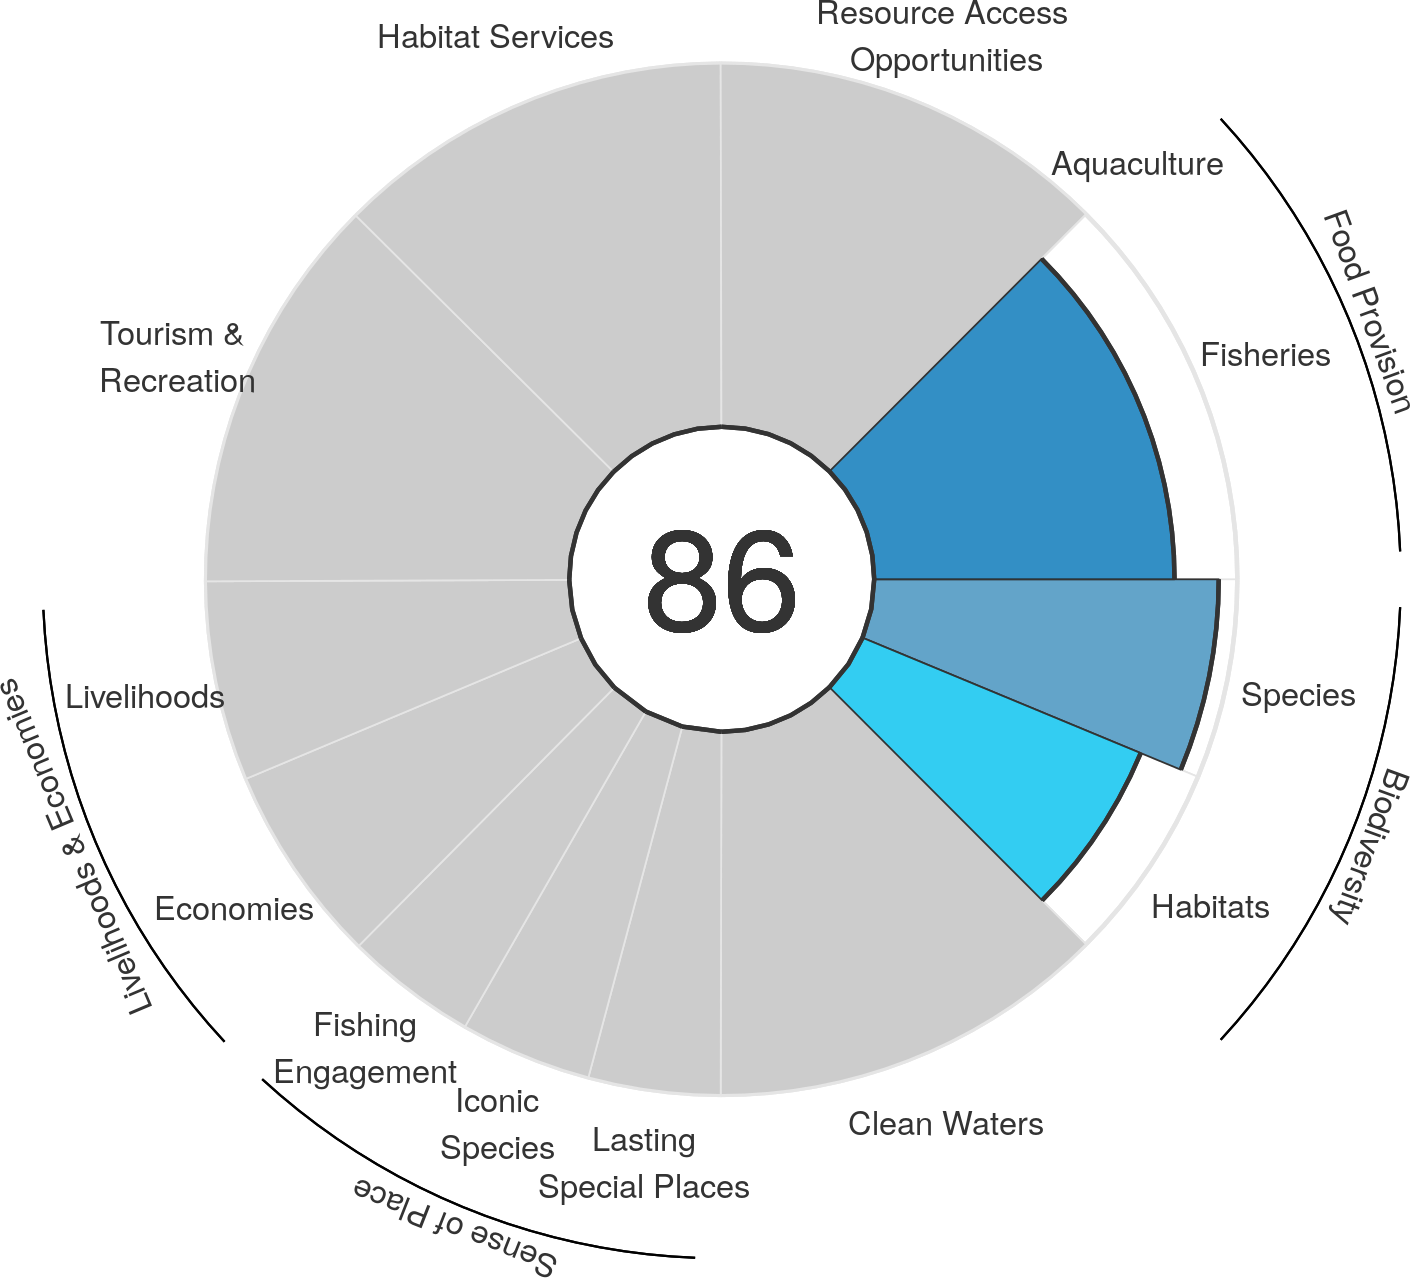 Resource Access
Opportunities
Habitat Services
Aquaculture
Food Provision
Fisheries
Tourism &
Recreation
86
Species
Biodiversity
Habitats
Livelihoods
Livelihoods & Economies
Economies
Fishing
Engagement
Iconic
Species
Lasting
Special Places
Clean Waters
Sense of Place